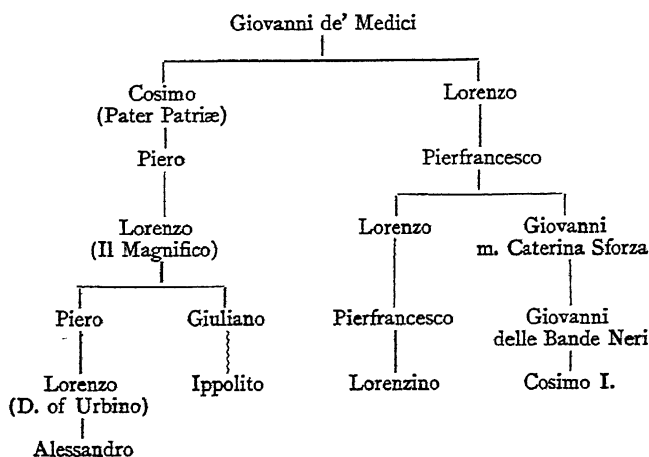 Giovanni de' Medici
Cosimo
(Pater Patriæ)
Lorenzo
Piero
Pierfrancesco
Lorenzo
(Il Magnifico)
Lorenzo
Giovanni
m. Caterina Sforza
Piero
Giuliano
Pierfrancesco
Giovanni
delle Bande Neri
Lorenzo
(D. of Urbino)
Ippolito
Lorenzino
Cosimo I.
Alessandro